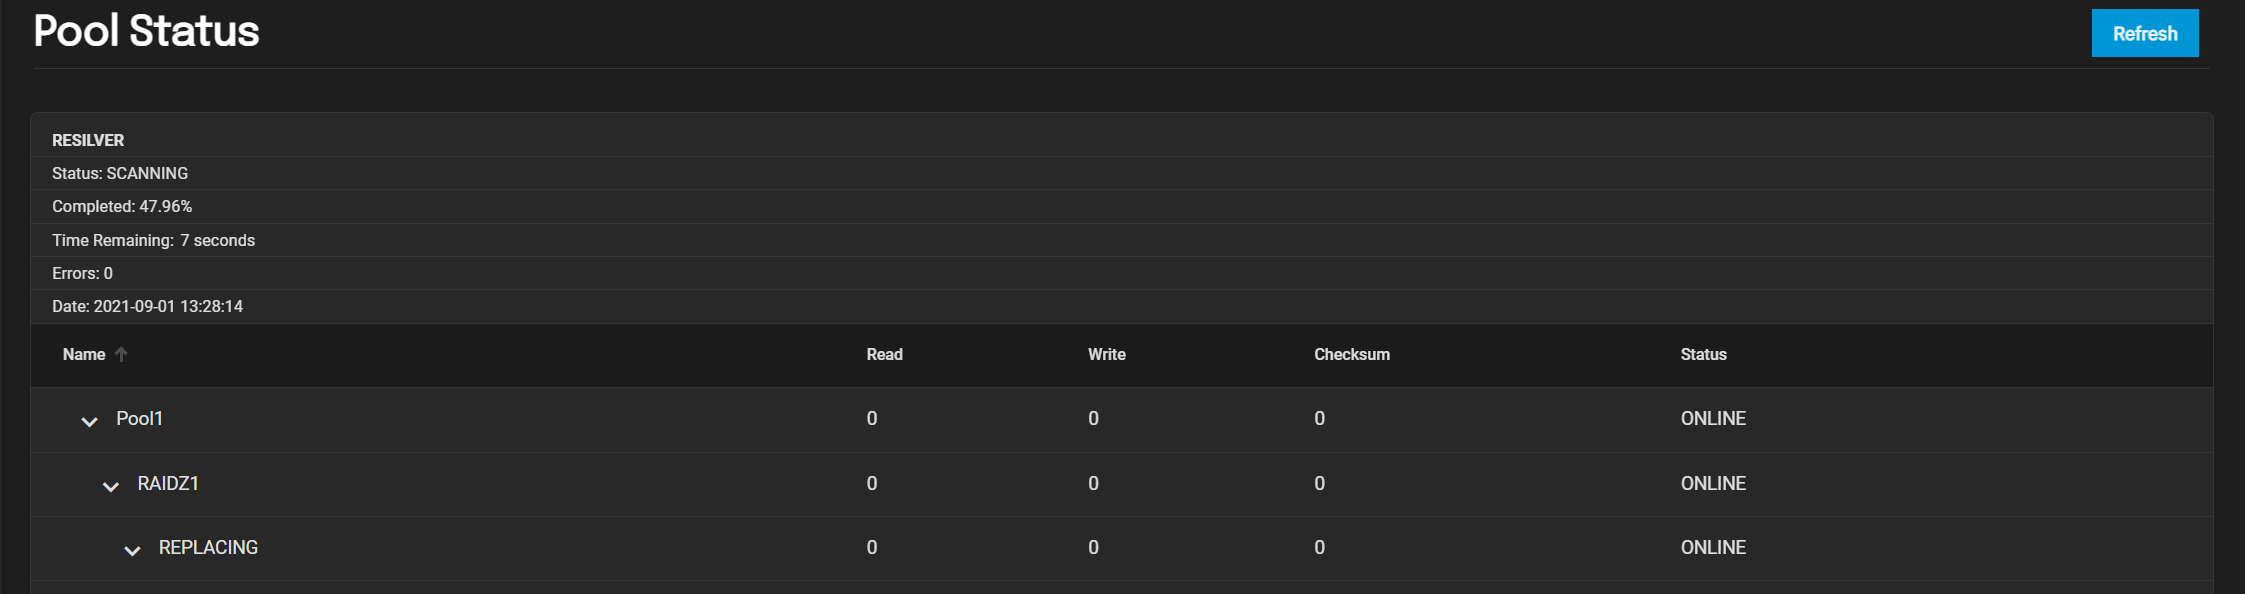 Pool Status
Refresh
RESILVER
Status: SCANNING
Completed: 47.96%
Time Remaining: 7 seconds
Errors: 0
Date: 2021-09-01 13:28:14
Name Read Write Checksum Status
Pool1 0 0 0 ONLINE
RAIDZ1 0 0 0 ONLINE
REPLACING 0 0 0 ONLINE